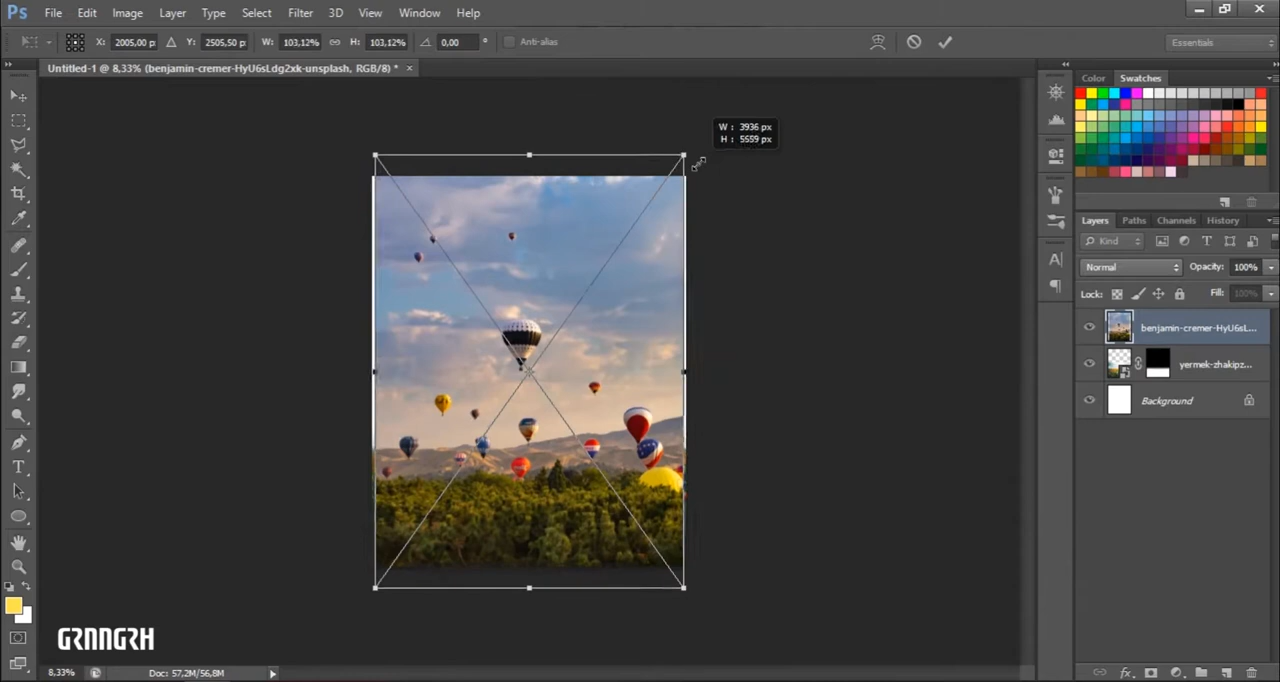 Ps File Edit Image Layer Type Select Filter 3D View Window Help
X: 2005,00 p Y: 2505,50 p W: 103,12% H: 103,12% 0,00 ° Anti-alias Essentials
Untitled-1 @ 8,33% (benjamin-cremer-HyU6sLdg2xk-unsplash, RGB/8) * ×
Color Swatches
W : 3936 px
H : 5559 px
Layers Paths Channels History
Kind
Normal Opacity: 100%
Lock: Fill: 100%
benjamin-cremer-HyU6sL...
yermek-zhakipz...
Background
GRNNGRH
8,33% Doc: 57,2M/56,8M